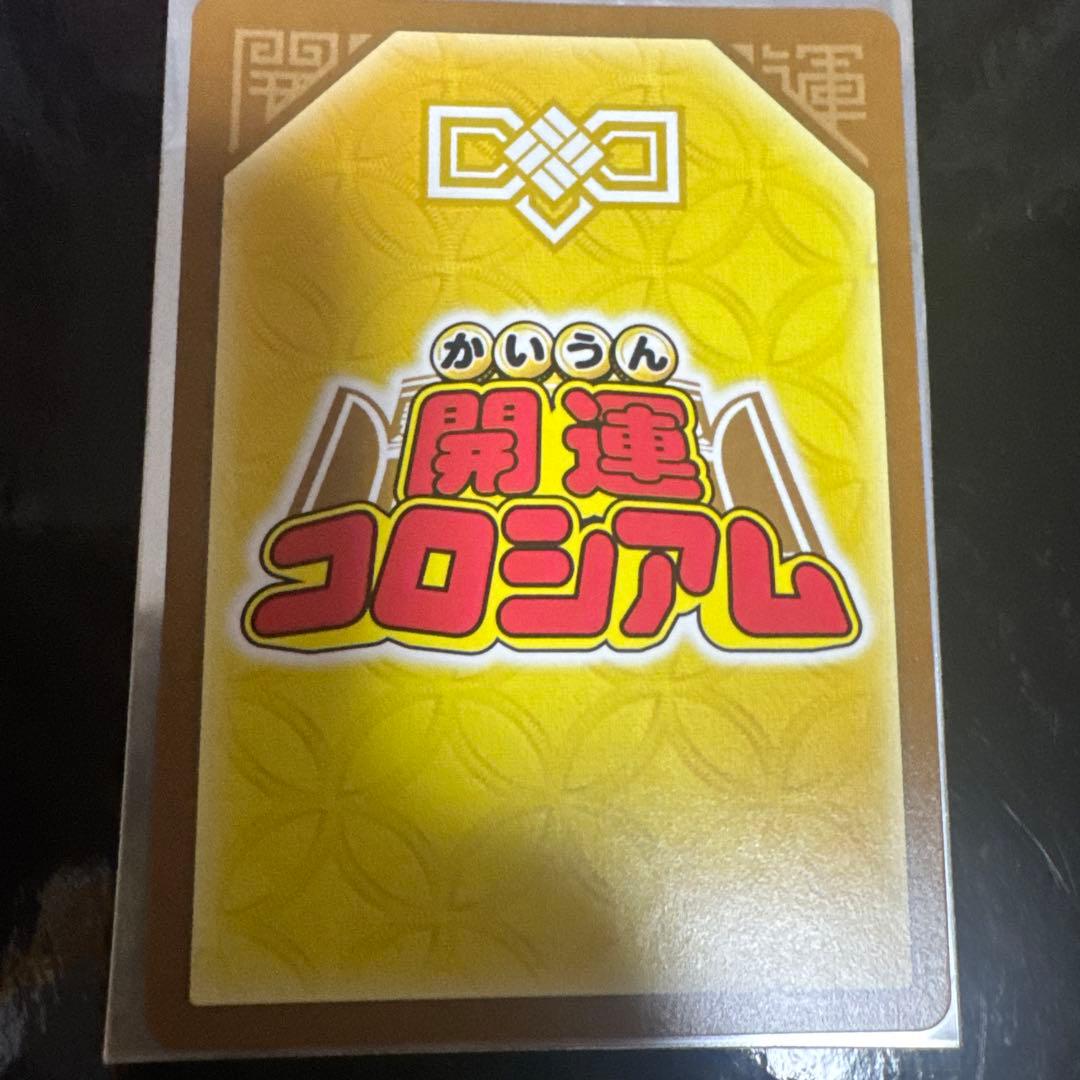 開 運
かいうん
開運
コロシアム